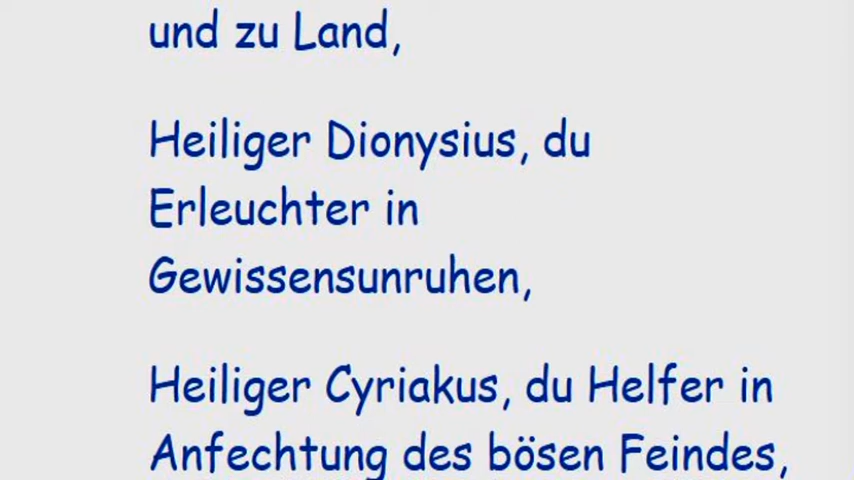 und zu Land,
Heiliger Dionysius, du
Erleuchter in
Gewissensunruhen,
Heiliger Cyriakus, du Helfer in
Anfechtung des bösen Feindes,